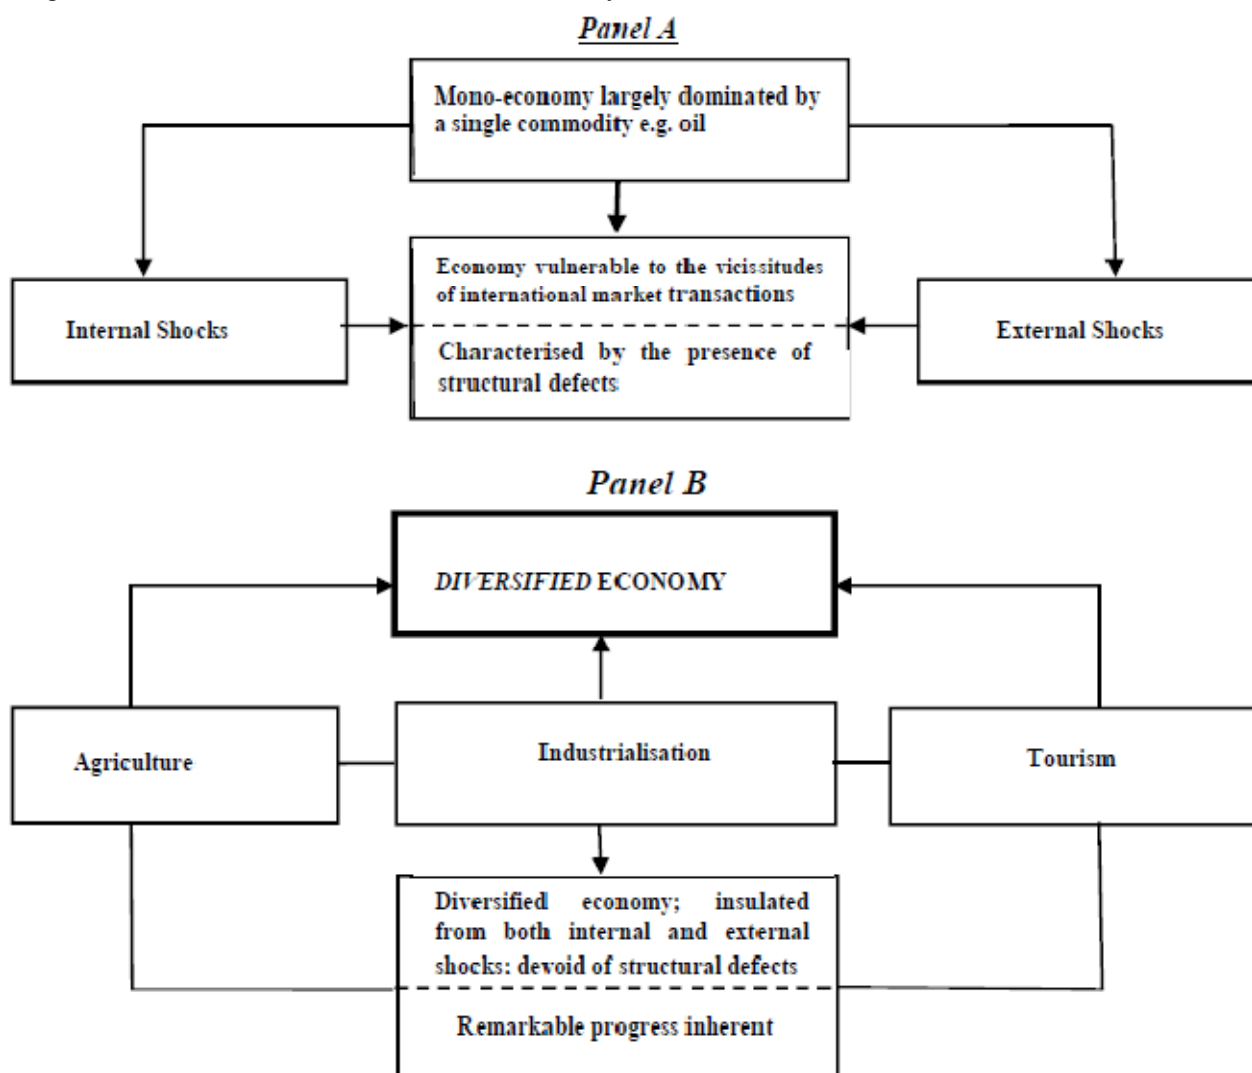 Panel A
Mono-economy largely dominated by
a single commodity e.g. oil
Economy vulnerable to the vicissitudes
of international market transactions
Internal Shocks
External Shocks
Characterised by the presence of
structural defects
Panel B
DIVERSIFIED ECONOMY
Agriculture
Industrialisation
Tourism
Diversified economy; insulated
from both internal and external
shocks: devoid of structural defects
Remarkable progress inherent